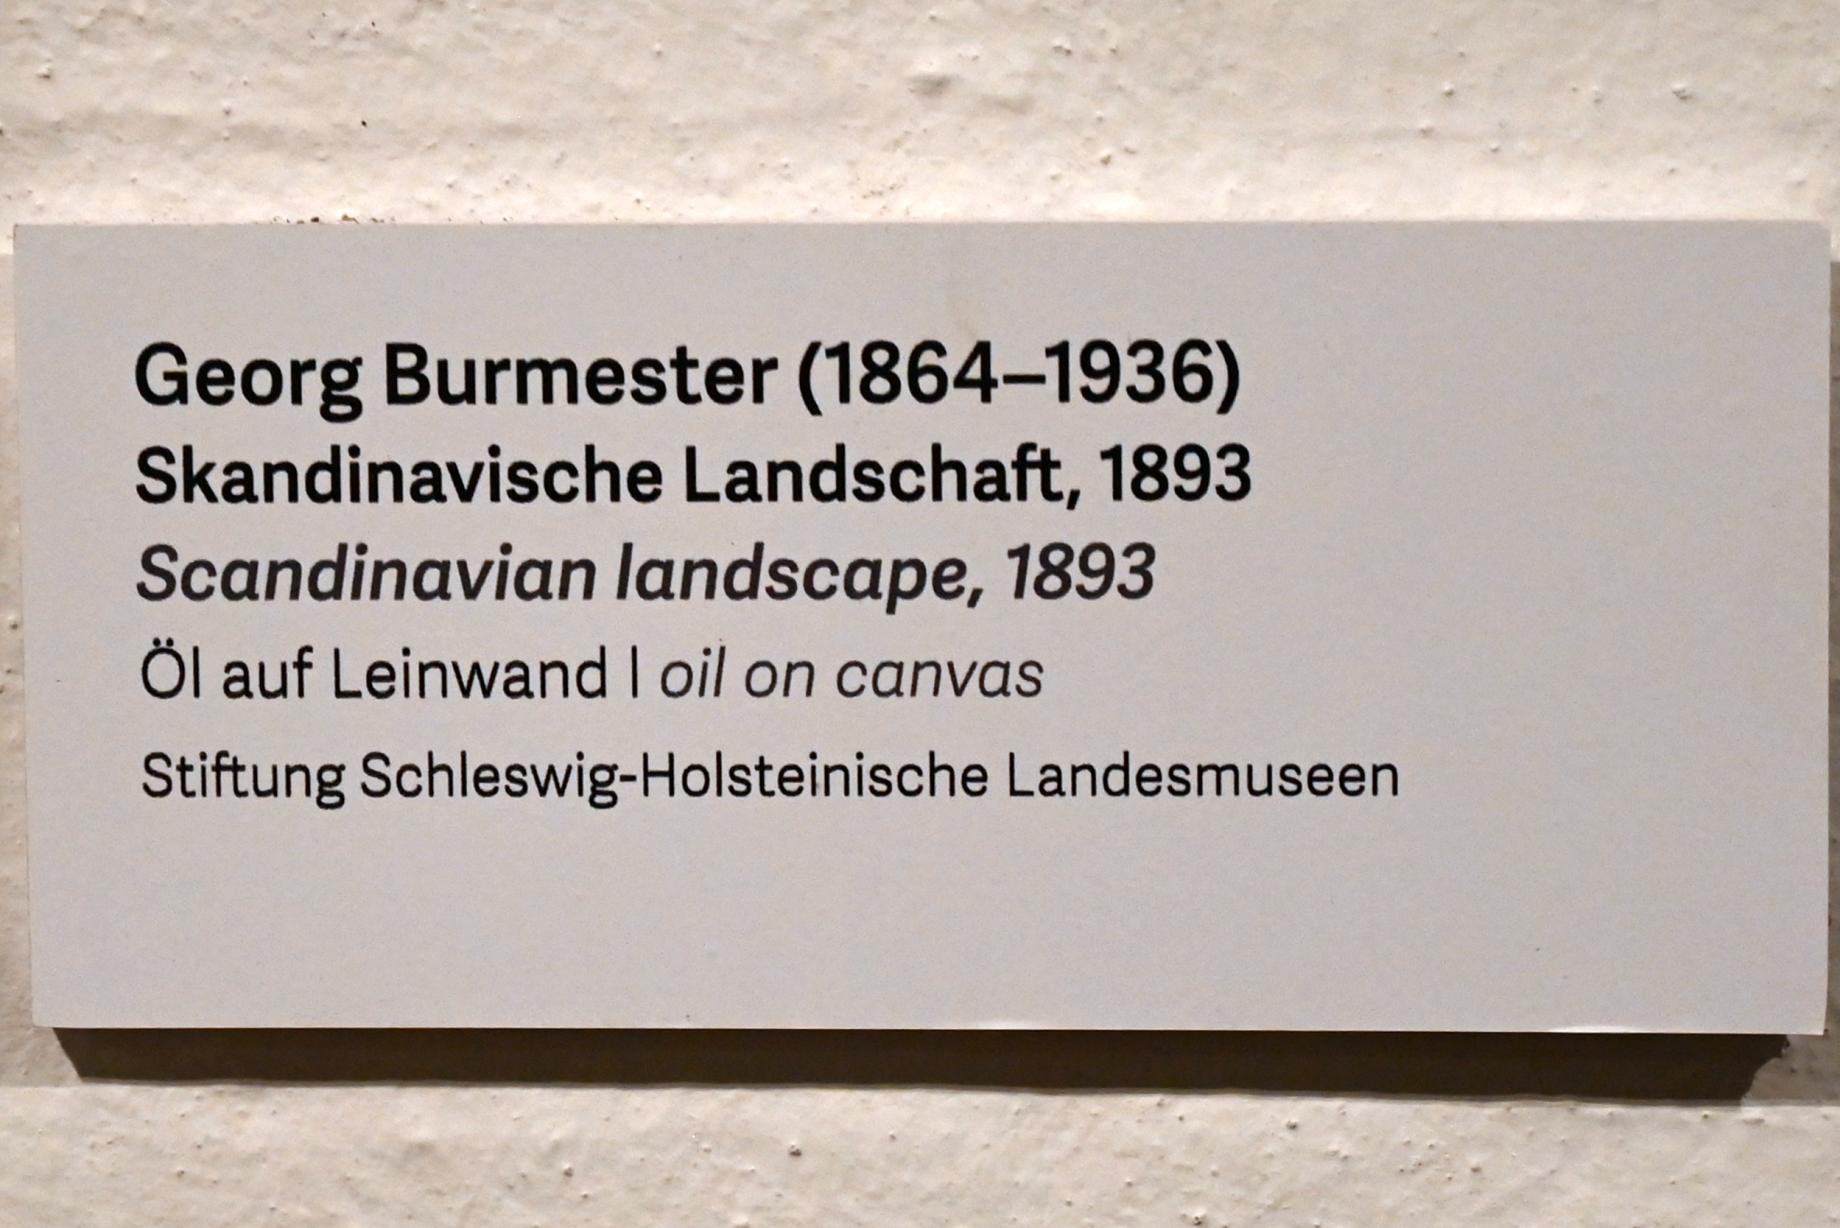 Georg Burmester (1864–1936)
Skandinavische Landschaft, 1893
Scandinavian landscape, 1893
Öl auf Leinwand | oil on canvas
Stiftung Schleswig-Holsteinische Landesmuseen